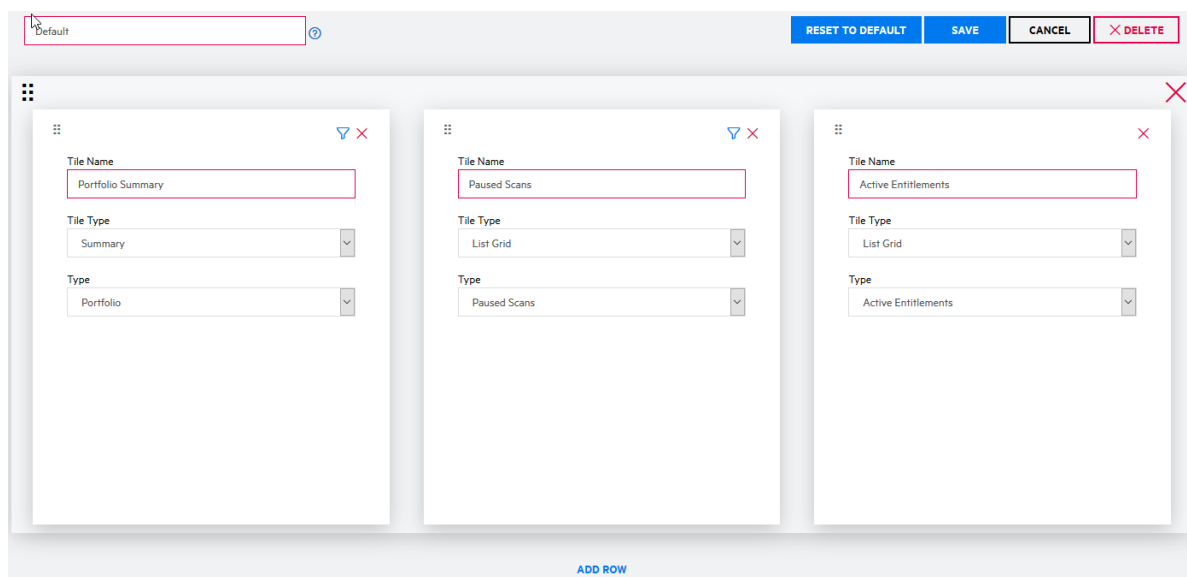 Default
RESET TO DEFAULT SAVE CANCEL DELETE
Tile Name Tile Name Tile Name
Portfolio Summary Paused Scans Active Entitlements
Tile Type Tile Type Tile Type
Summary List Grid List Grid
Type Type Type
Portfolio Paused Scans Active Entitlements
ADD ROW